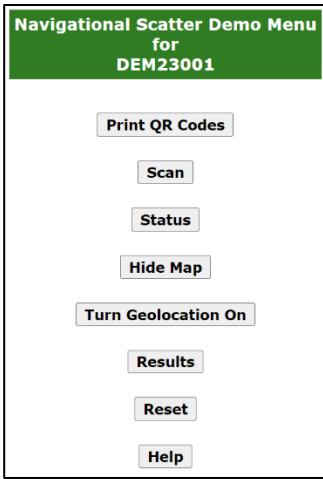 Navigational Scatter Demo Menu
for
DEM23001
Print QR Codes
Scan
Status
Hide Map
Turn Geolocation On
Results
Reset
Help